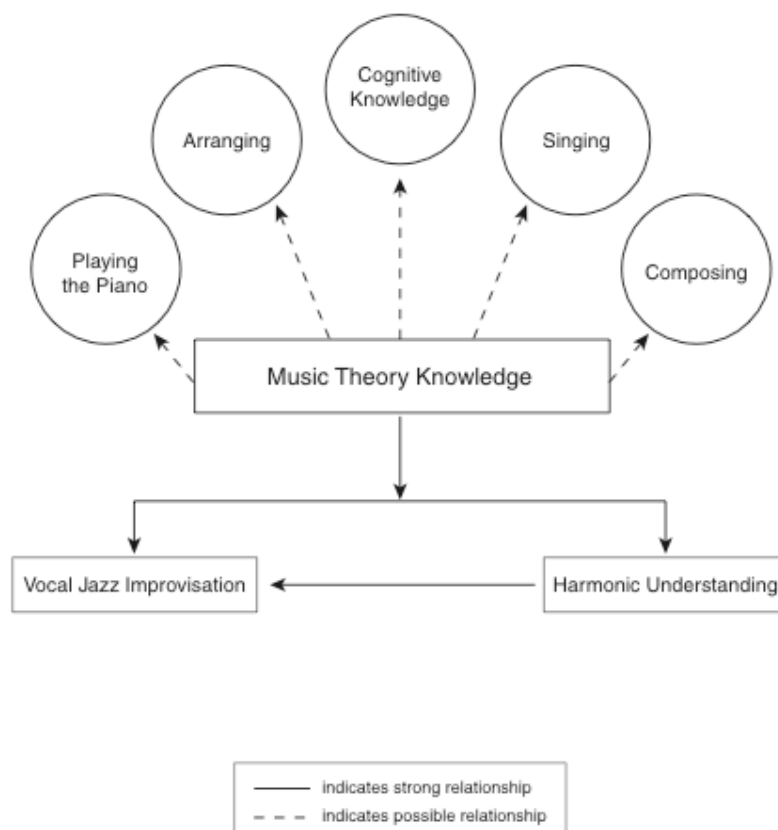 Cognitive
Knowledge
Arranging
Singing
Playing
the Piano
Composing
Music Theory Knowledge
Vocal Jazz Improvisation
Harmonic Understanding
indicates strong relationship
indicates possible relationship